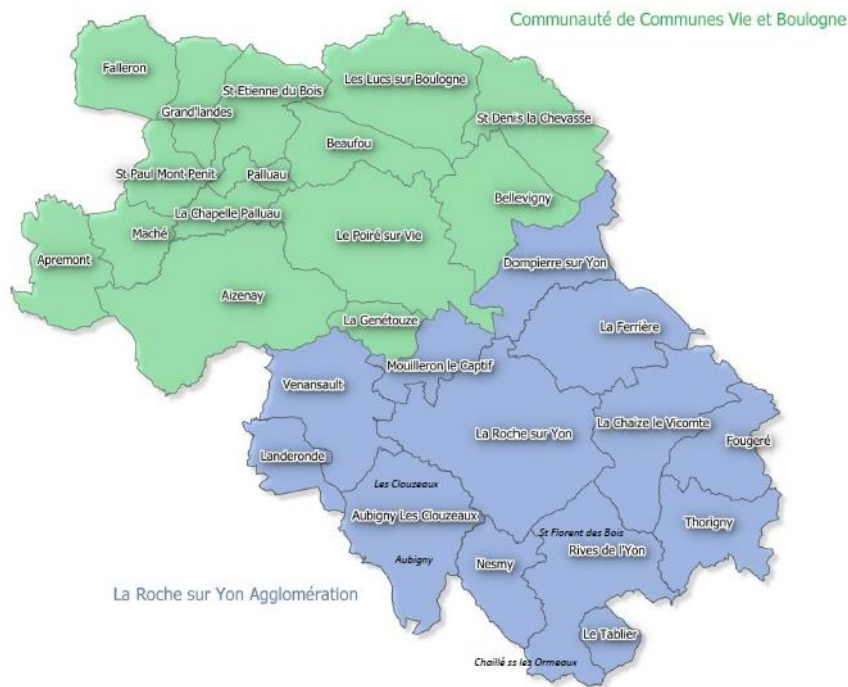 Communauté de Communes Vie et Boulogne
Falleron
Les Lucs sur Boulogne
St Etienne du Bois
Grand'landes
St Denis la Chevasse
Beaufou
St Paul Mont Penit
Palluau
Bellevigny
La Chapelle Palluau
Maché
Le Poiré sur Vie
Apremont
Dompierre sur Yon
Aizenay
La Genétouze
La Ferrière
Mouilleron le Captif
Venansault
La Chaize le Vicomte
La Roche sur Yon
Fougeré
Landeronde
Les Clouzeaux
Aubigny Les Clouzeaux
Thorigny
St Florent des Bois
Rives de l'Yon
Aubigny
Nesmy
La Roche sur Yon Agglomération
Le Tablier
Chaillé ss les Ormeaux